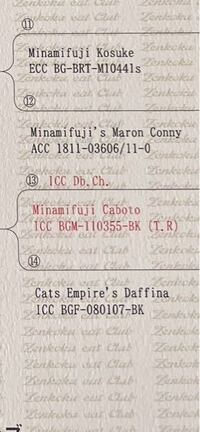 ⑪
Minamifuji Kosuke
ECC BG-BRT-M10441s
⑫
Minamifuji's Maron Conny
ACC 1811-03606/11-0
⑬ ICC Db.Ch.
Minamifuji Caboto
ICC BGM-110355-BK (T.R)
⑭
Cats Empire's Daffina
ICC BGF-080107-BK